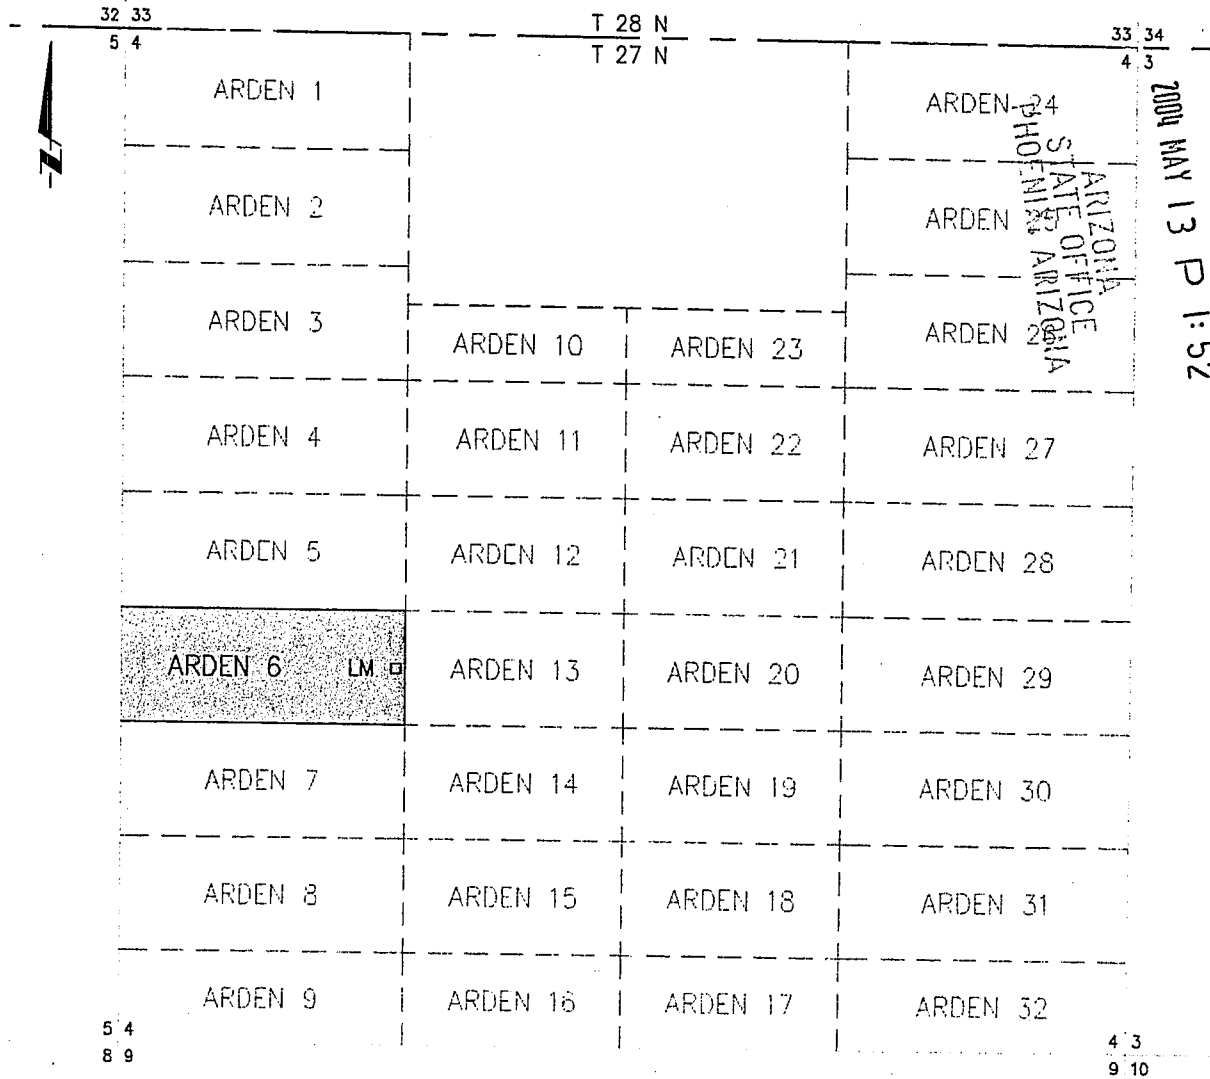 32 33
T 28 N
33 34
5 4
T 27 N
4 3
ARDEN 1
ARDEN 24
ARDEN 2
ARDEN 25
ARDEN 3
ARDEN 10
ARDEN 23
ARDEN 26
ARDEN 4
ARDEN 11
ARDEN 22
ARDEN 27
ARDEN 5
ARDEN 12
ARDEN 21
ARDEN 28
ARDEN 6
LM
ARDEN 13
ARDEN 20
ARDEN 29
ARDEN 7
ARDEN 14
ARDEN 19
ARDEN 30
ARDEN 8
ARDEN 15
ARDEN 18
ARDEN 31
ARDEN 9
ARDEN 16
ARDEN 17
ARDEN 32
5 4
4 3
8 9
9 10
N
2004 MAY 13 P 1:52
ARIZONA
STATE OFFICE
PHOENIX ARIZONA